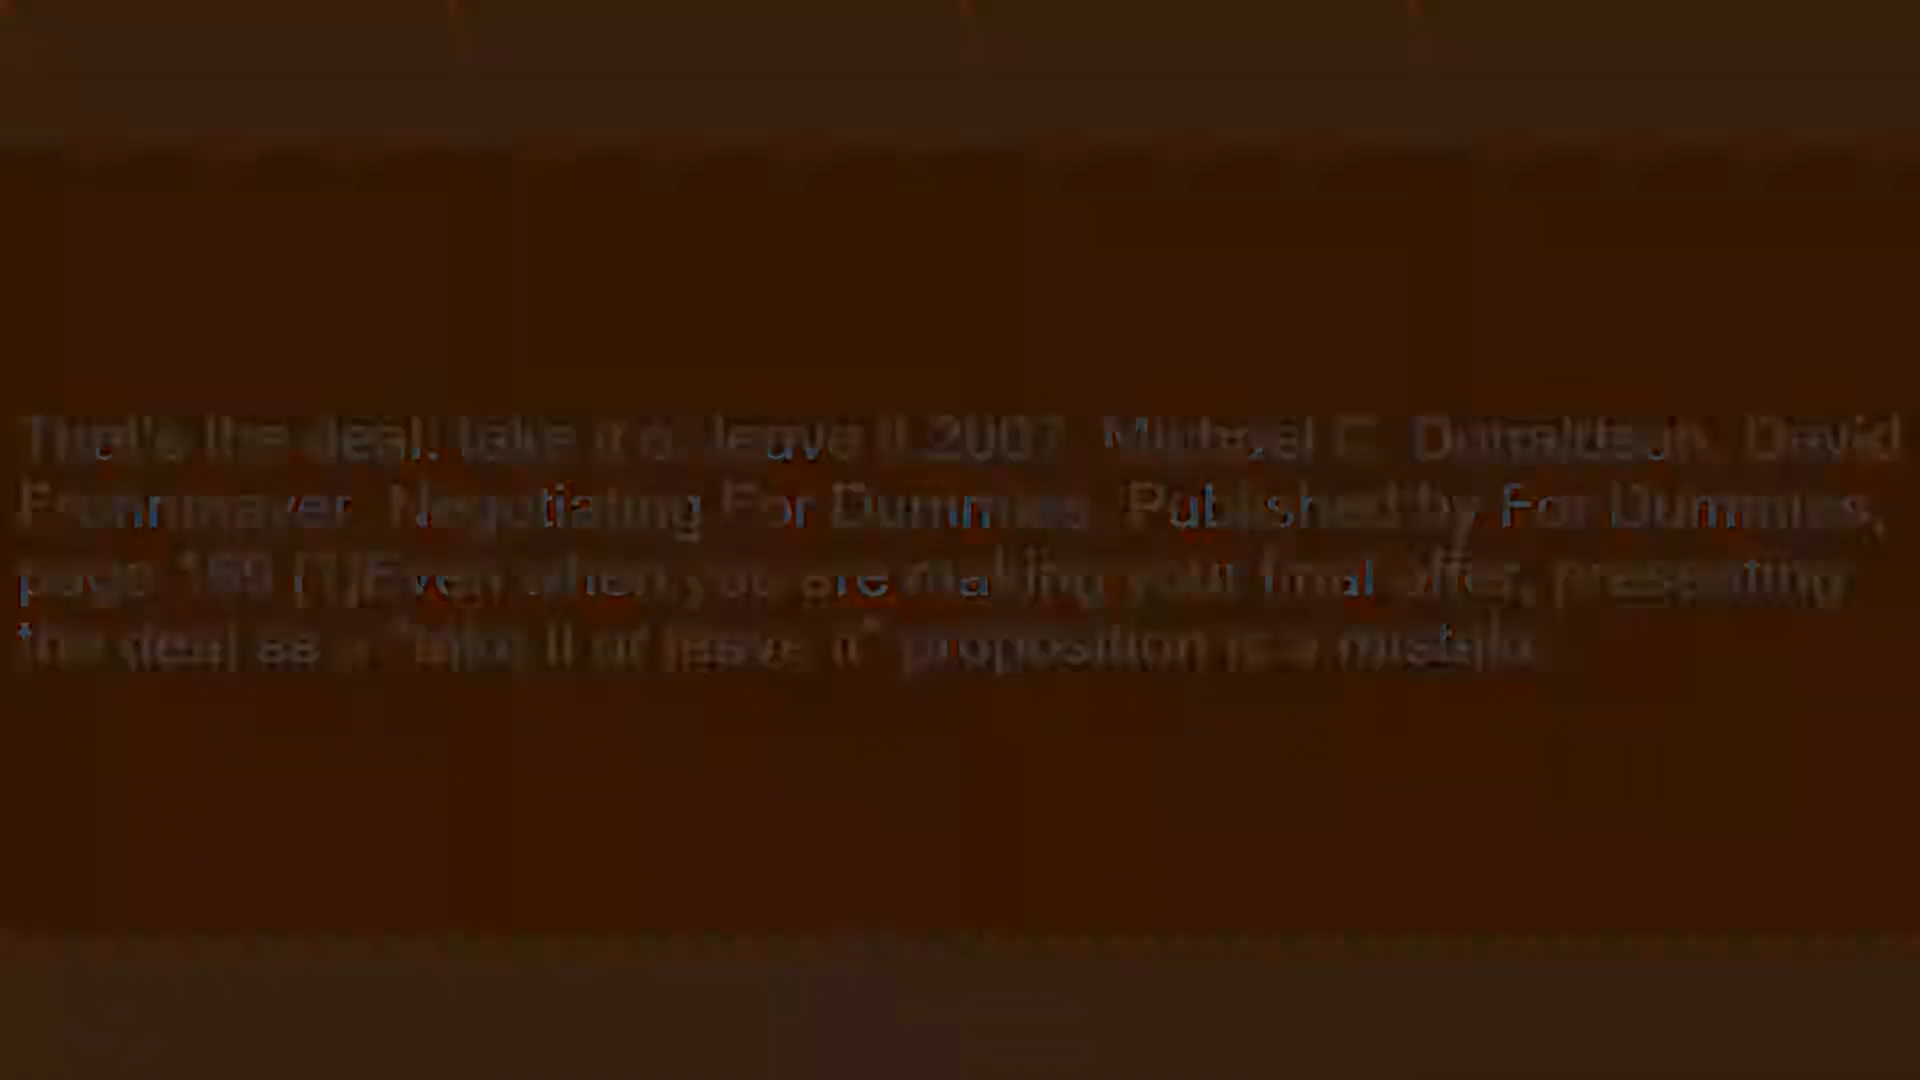 That's the deal, take it or leave it.2007, Michael C. Donaldson, David
Frohnmayer, Negotiating For Dummies, Published by For Dummies,
page 199 [1]Even when you are making your final offer, presenting
the deal as a "take it or leave it" proposition is a mistake.